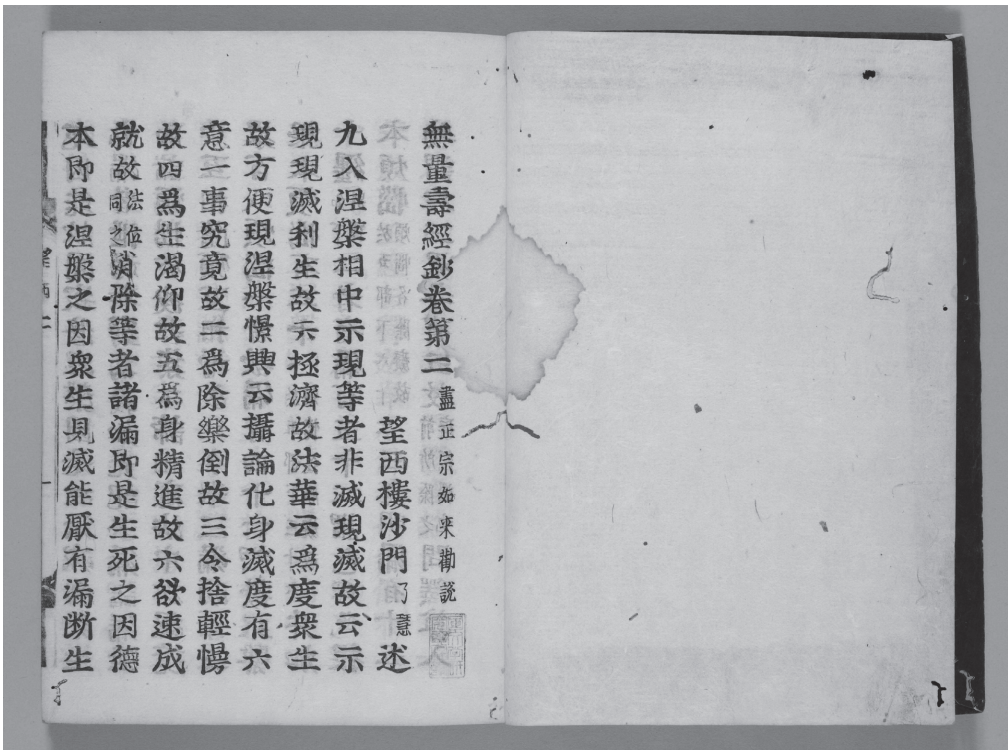 無量壽經鈔卷第二 盡正宗如來勸説
望西樓沙門了慧述
九入涅槃相中示現等者非滅現滅故云示
現現滅利生故云拯濟故法華云爲度衆生
故方便現涅槃憬興云攝論化身滅度有六
意一事究竟故二爲除樂倒故三令捨輕慢
故四爲生渴仰故五爲身精進故六欲速成
就故法位同之消除等者諸漏即是生死之因德
本即是涅槃之因衆生見滅能厭有漏断生